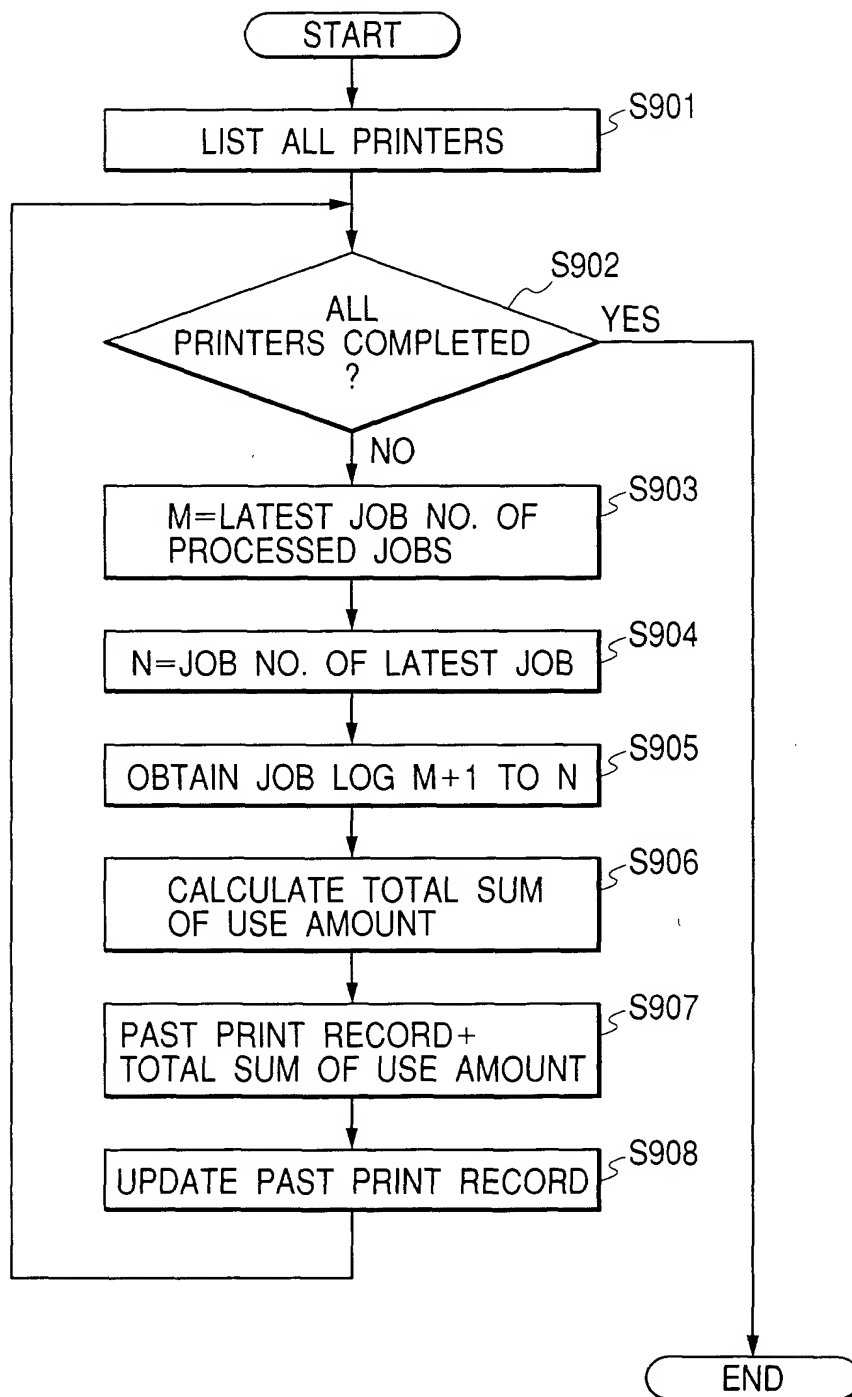 START
S901
LIST ALL PRINTERS
S902
ALL
PRINTERS COMPLETED
?
YES
NO
S903
M=LATEST JOB NO. OF
PROCESSED JOBS
S904
N=JOB NO. OF LATEST JOB
S905
OBTAIN JOB LOG M+1 TO N
S906
CALCULATE TOTAL SUM
OF USE AMOUNT
S907
PAST PRINT RECORD+
TOTAL SUM OF USE AMOUNT
S908
UPDATE PAST PRINT RECORD
END